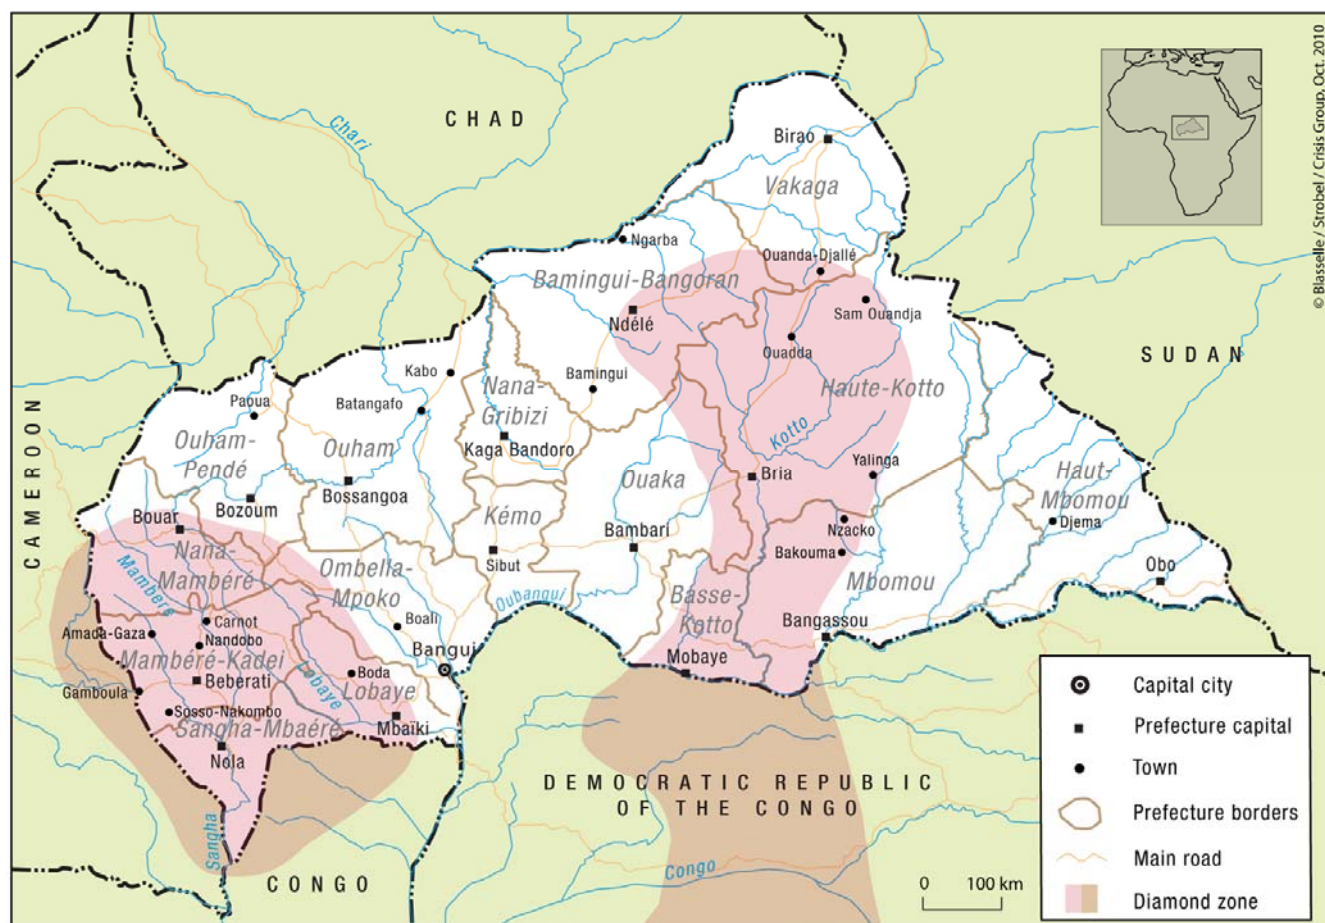 © Blasselle / Strobel / Crisis Group, Oct. 2010
CHAD
Chari
Birao
Vakaga
Ngarba
Ouanda-Djallé
Bamingui-Bangoran
Sam Ouandja
Ndélé
Ouadda
SUDAN
Kabo
Nana-
Gribizi
Bamingui
Haute-Kotto
CAMEROON
Paoua
Batangafo
Ouham-
Pendé
Ouham
Kaga Bandoro
Kotto
Bossangoa
Ouaka
Bria
Yalinga
Haut-
Mbomou
Bouar
Bozoum
Kémo
Bambari
Nzacko
Djema
Nana-
Mambéré
Mambere
Ombella-
Mpoko
Sibut
Bakouma
Mbomou
Obo
Oubangui
Basse-
Kotto
Carnot
Boali
Amada-Gaza
Nandobo
Bangui
Bangassou
Mambéré-Kadei
Boda
Mobaye
Beberati
Lobaye
Lobaye
Gamboula
Sosso-Nakombo
Sangha-Mbaéré
Mbaïki
Nola
DEMOCRATIC REPUBLIC
OF THE CONGO
Sangha
CONGO
Congo
0 100 km
Capital city
Prefecture capital
Town
Prefecture borders
Main road
Diamond zone